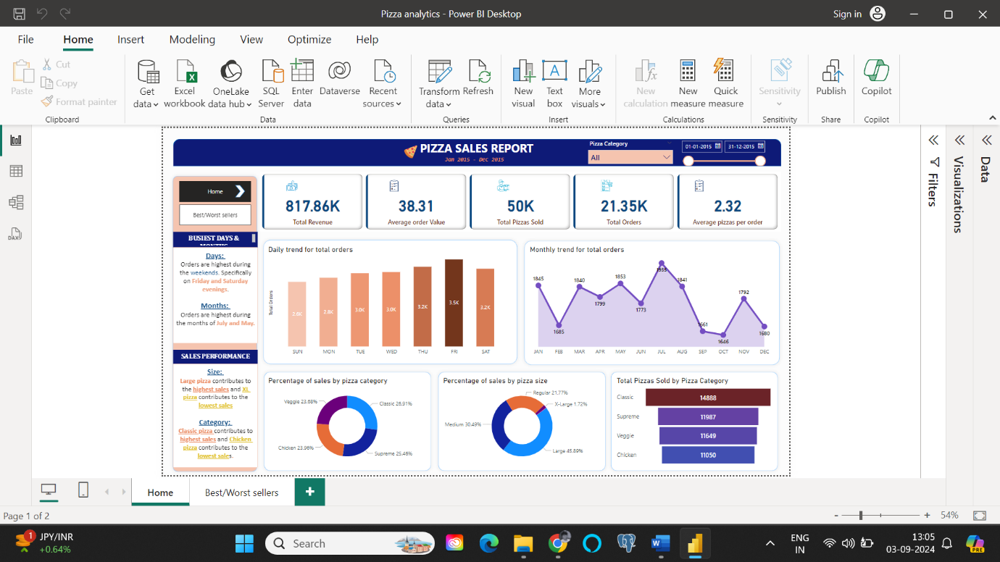 Pizza analytics - Power BI Desktop
Sign in
File Home Insert Modeling View Optimize Help
Paste
Cut
Copy
Format painter
Clipboard
Get data
Excel workbook
OneLake data hub
SQL Server
Enter data
Dataverse
Recent sources
Data
Transform data
Refresh
Queries
New visual
Text box
More visuals
Insert
New calculation
New measure
Quick measure
Calculations
Sensitivity
Sensitivity
Publish
Share
Copilot
Copilot
PIZZA SALES REPORT
Jan 2015 - Dec 2015
Pizza Category
All
01-01-2015
31-12-2015
Home
Best/Worst sellers
817.86K
Total Revenue
38.31
Average order Value
50K
Total Pizzas Sold
21.35K
Total Orders
2.32
Average pizzas per order
BUSIEST DAYS &
MONTHS
Days:
Orders are highest during
the weekends. Specifically
on Friday and Saturday
evenings.
Months:
Orders are highest during
the months of July and May.
SALES PERFORMANCE
Size:
Large pizza contributes to
the highest sales and XL
pizza contributes to the
lowest sales
Category:
Classic pizza contributes to
highest sales and Chicken
pizza contributes to the
lowest sales.
Daily trend for total orders
Total Orders
2.6K 2.8K 3.0K 3.0K 3.2K 3.5K 3.2K
SUN MON TUE WED THU FRI SAT
Monthly trend for total orders
1845 1685 1840 1799 1853 1773 1935 1841 1661 1646 1792 1680
JAN FEB MAR APR MAY JUN JUL AUG SEP OCT NOV DEC
Percentage of sales by pizza category
Veggie 23.68%
Classic 26.91%
Chicken 23.96%
Supreme 25.46%
Percentage of sales by pizza size
Regular 21.77%
X-Large 1.72%
Medium 30.49%
Large 45.89%
Total Pizzas Sold by Pizza Category
Classic 14888
Supreme 11987
Veggie 11649
Chicken 11050
Filters
Visualizations
Data
Home
Best/Worst sellers
+
Page 1 of 2
- + 54%
1
JPY/INR
+0.64%
Search
ENG
IN
13:05
03-09-2024
PRE
DAX